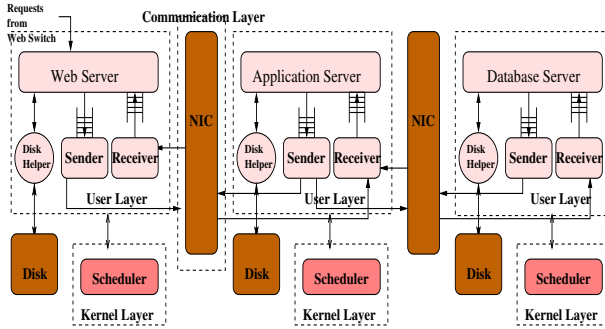 Requests
from
Web Switch
Communication Layer
Web Server
Application Server
Database Server
NIC
NIC
Disk
Helper
Sender
Receiver
Disk
Helper
Sender
Receiver
Disk
Helper
Sender
Receiver
User Layer
User Layer
User Layer
Disk
Scheduler
Disk
Scheduler
Disk
Scheduler
Kernel Layer
Kernel Layer
Kernel Layer